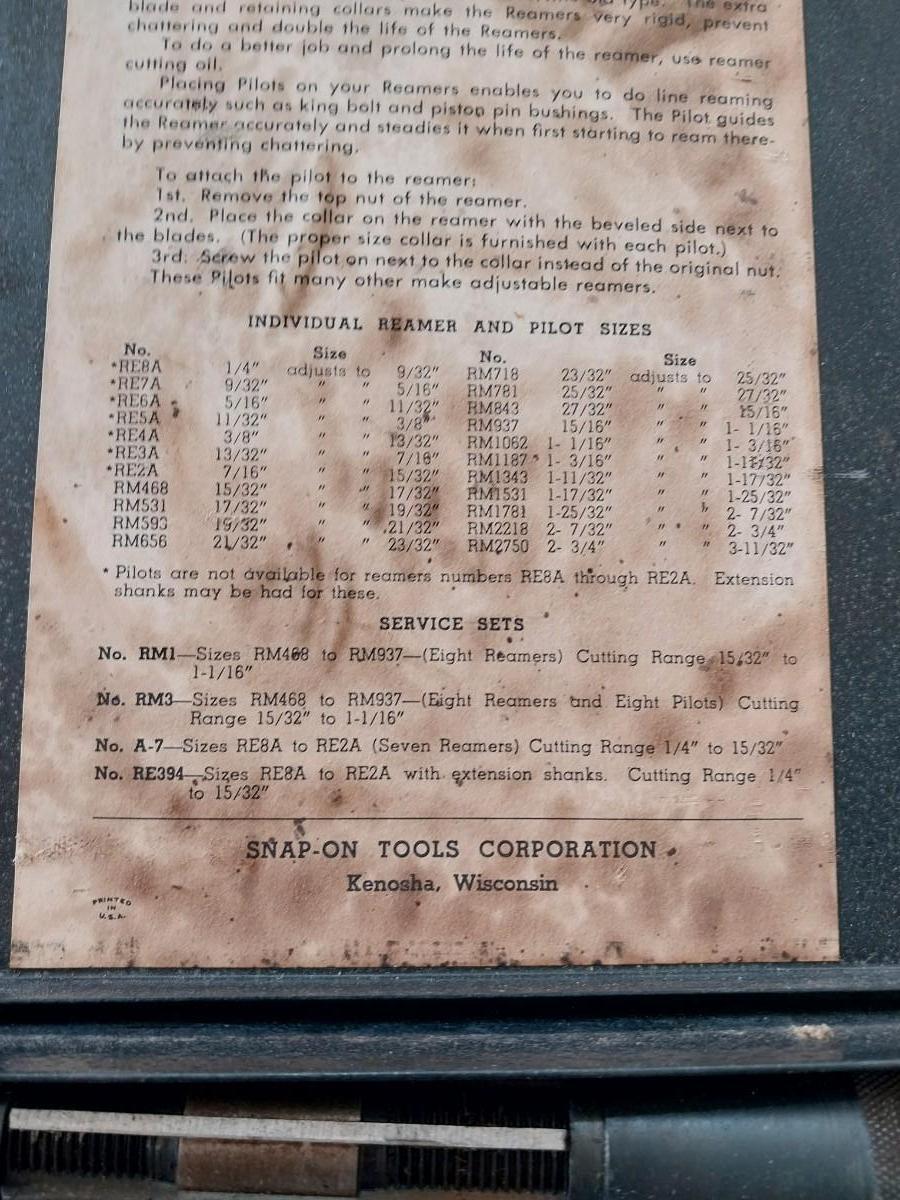 type. The extra
blade and retaining collars make the Reamers very rigid, prevent
chattering and double the life of the Reamers.
To do a better job and prolong the life of the reamer, use reamer
cutting oil.
Placing Pilots on your Reamers enables you to do line reaming
accurately such as king bolt and piston pin bushings. The Pilot guides
the Reamer accurately and steadies it when first starting to ream there-
by preventing chattering.
To attach the pilot to the reamer:
1st. Remove the top nut of the reamer.
2nd. Place the collar on the reamer with the beveled side next to
the blades. (The proper size collar is furnished with each pilot.)
3rd. Screw the pilot on next to the collar instead of the original nut.
These Pilots fit many other make adjustable reamers.
INDIVIDUAL REAMER AND PILOT SIZES
No. Size No. Size
*RE8A 1/4" adjusts to 9/32" RM718 23/32" adjusts to 25/32"
*RE7A 9/32" " " 5/16" RM781 25/32" " " 27/32"
*RE6A 5/16" " " 11/32" RM843 27/32" " " 15/16"
*RE5A 11/32" " " 3/8" RM937 15/16" " " 1- 1/16"
*RE4A 3/8" " " 13/32" RM1062 1- 1/16" " " 1- 3/16"
*RE3A 13/32" " " 7/16" RM1187 1- 3/16" " " 1-11/32"
*RE2A 7/16" " " 15/32" RM1343 1-11/32" " " 1-17/32"
RM468 15/32" " " 17/32" RM1531 1-17/32" " " 1-25/32"
RM531 17/32" " " 19/32" RM1781 1-25/32" " " 2- 7/32"
RM593 19/32" " " 21/32" RM2218 2- 7/32" " " 2- 3/4"
RM656 21/32" " " 23/32" RM2750 2- 3/4" " " 3-11/32"
* Pilots are not available for reamers numbers RE8A through RE2A. Extension
shanks may be had for these.
SERVICE SETS
No. RM1—Sizes RM468 to RM937—(Eight Reamers) Cutting Range 15/32" to
1-1/16"
No. RM3—Sizes RM468 to RM937—(Eight Reamers and Eight Pilots) Cutting
Range 15/32" to 1-1/16"
No. A-7—Sizes RE8A to RE2A (Seven Reamers) Cutting Range 1/4" to 15/32"
No. RE394—Sizes RE8A to RE2A with extension shanks. Cutting Range 1/4"
to 15/32"
SNAP-ON TOOLS CORPORATION
Kenosha, Wisconsin
PRINTED
IN
U.S.A.